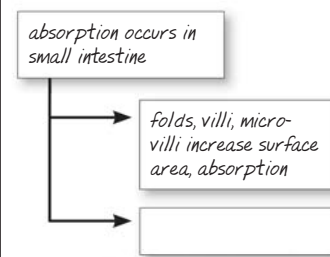 absorption occurs in
small intestine
folds, villi, micro-
villi increase surface
area, absorption